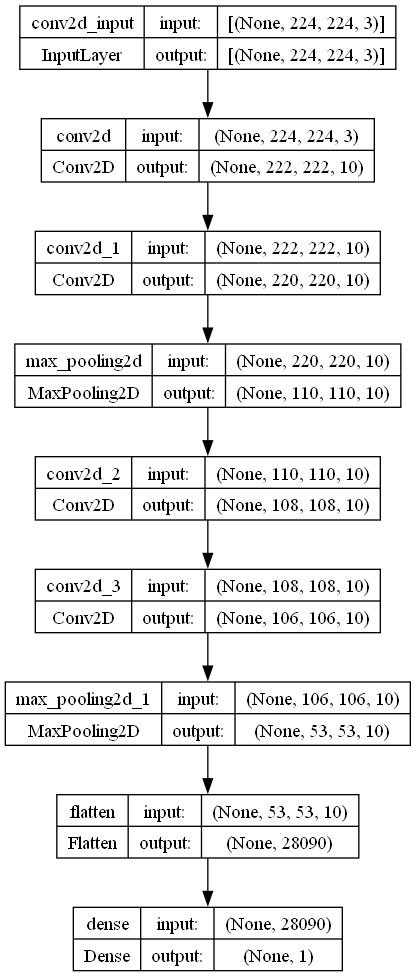 conv2d_input input: [(None, 224, 224, 3)]
InputLayer output: [(None, 224, 224, 3)]
conv2d input: (None, 224, 224, 3)
Conv2D output: (None, 222, 222, 10)
conv2d_1 input: (None, 222, 222, 10)
Conv2D output: (None, 220, 220, 10)
max_pooling2d input: (None, 220, 220, 10)
MaxPooling2D output: (None, 110, 110, 10)
conv2d_2 input: (None, 110, 110, 10)
Conv2D output: (None, 108, 108, 10)
conv2d_3 input: (None, 108, 108, 10)
Conv2D output: (None, 106, 106, 10)
max_pooling2d_1 input: (None, 106, 106, 10)
MaxPooling2D output: (None, 53, 53, 10)
flatten input: (None, 53, 53, 10)
Flatten output: (None, 28090)
dense input: (None, 28090)
Dense output: (None, 1)